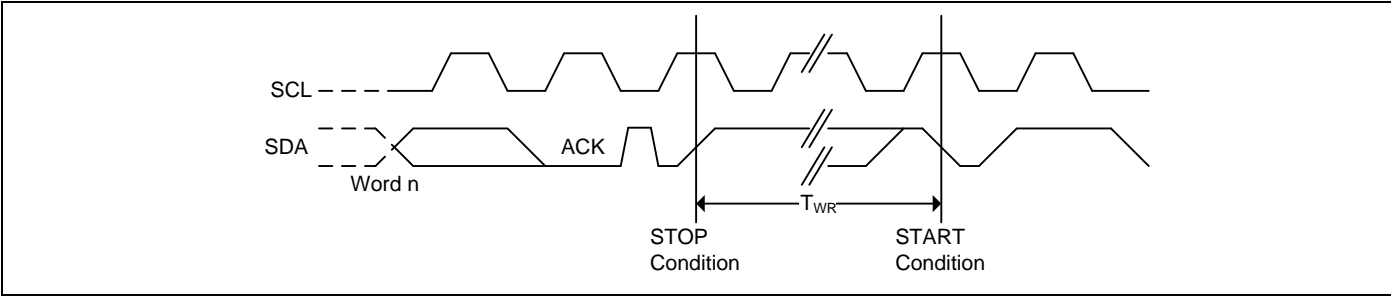 SCL
SDA
ACK
Word n
TWR
STOP
Condition
START
Condition